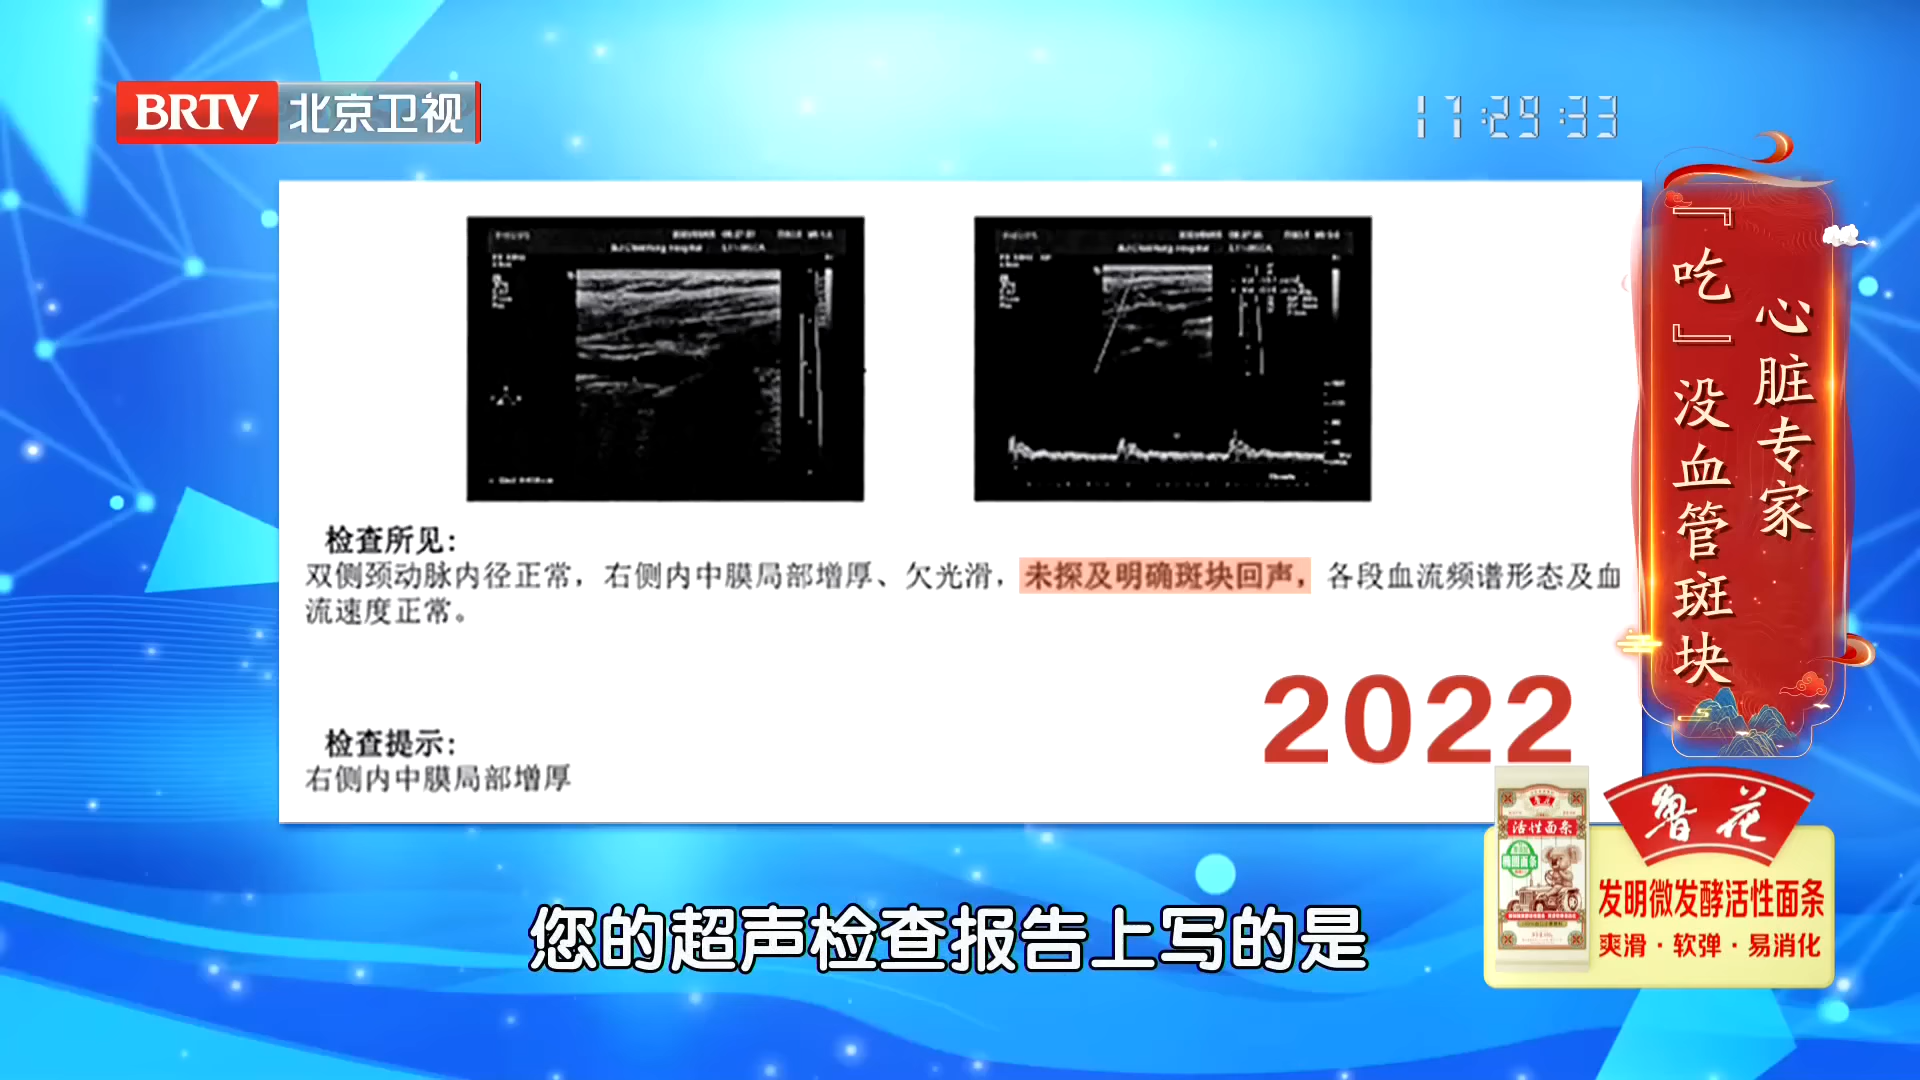 BRTV 北京卫视
17:29:33
心脏专家
『吃』没血管斑块
检查所见:
双侧颈动脉内径正常，右侧内中膜局部增厚、欠光滑，未探及明确斑块回声，各段血流频谱形态及血
流速度正常。
检查提示:
右侧内中膜局部增厚
2022
鲁花
活性面条
发明微发酵活性面条
爽滑·软弹·易消化
您的超声检查报告上写的是